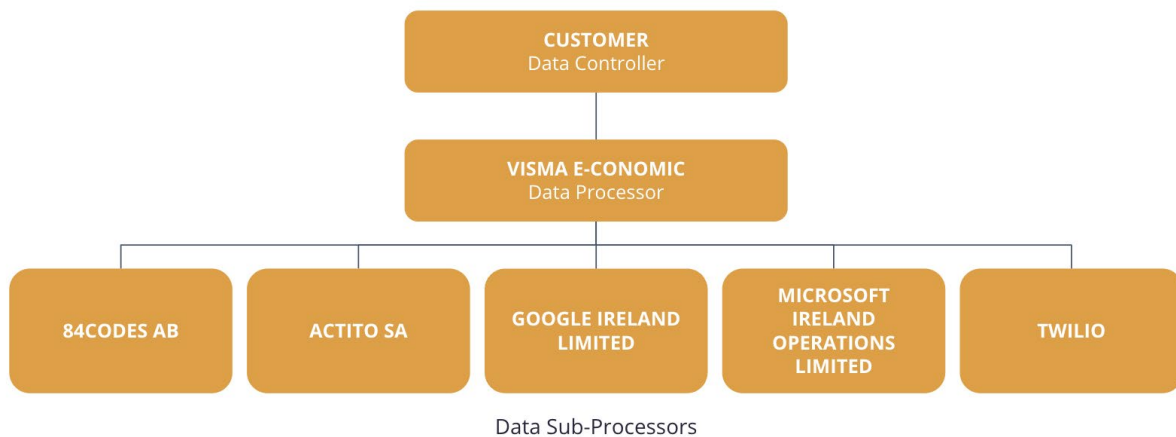 CUSTOMER
Data Controller
VISMA E-CONOMIC
Data Processor
84CODES AB
ACTITO SA
GOOGLE IRELAND
LIMITED
MICROSOFT
IRELAND
OPERATIONS
LIMITED
TWILIO
Data Sub-Processors